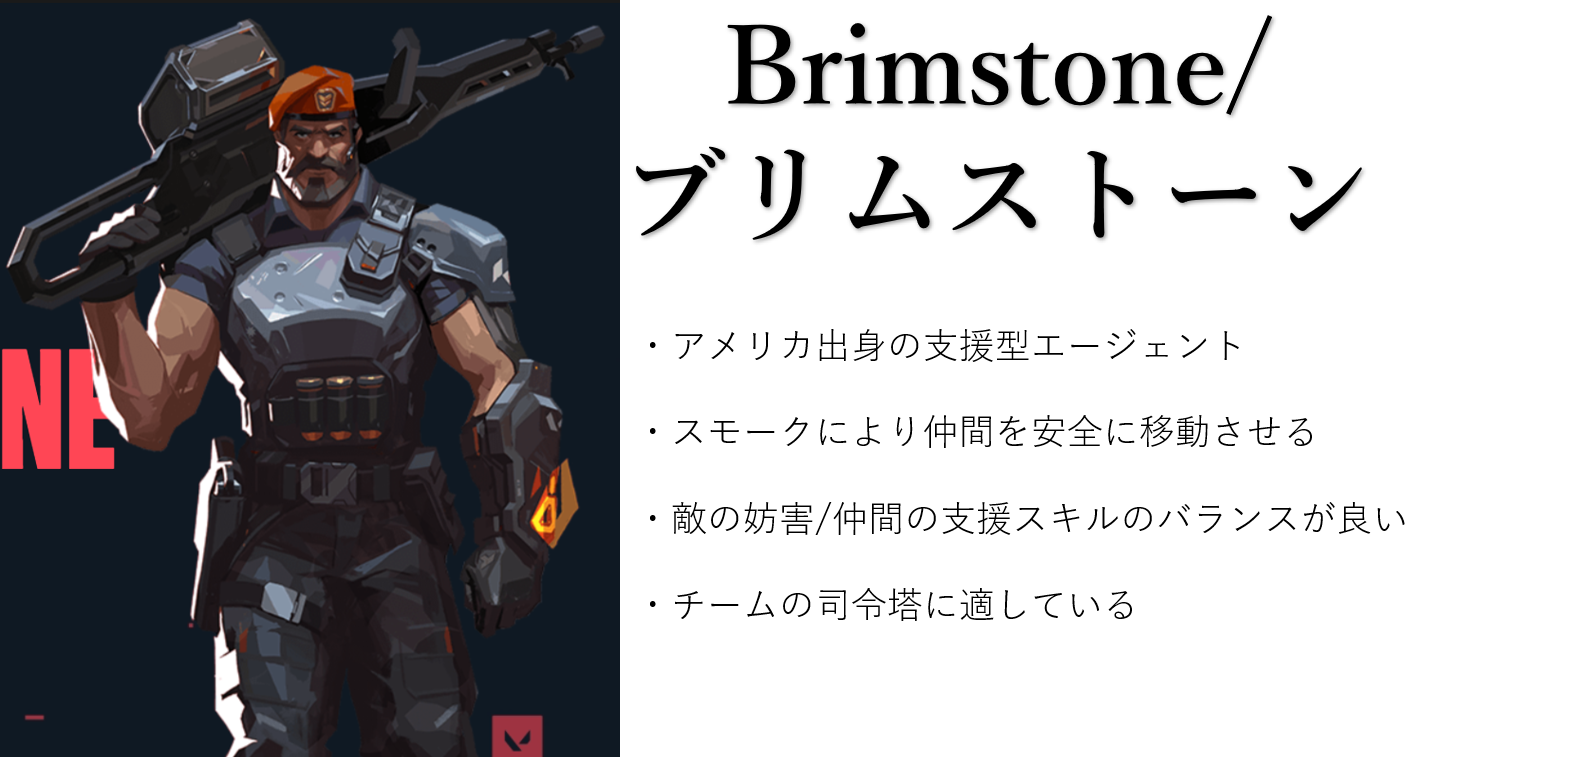 Brimstone/
ブリムストーン
・アメリカ出身の支援型エージェント
・スモークにより仲間を安全に移動させる
・敵の妨害/仲間の支援スキルのバランスが良い
・チームの司令塔に適している
NE